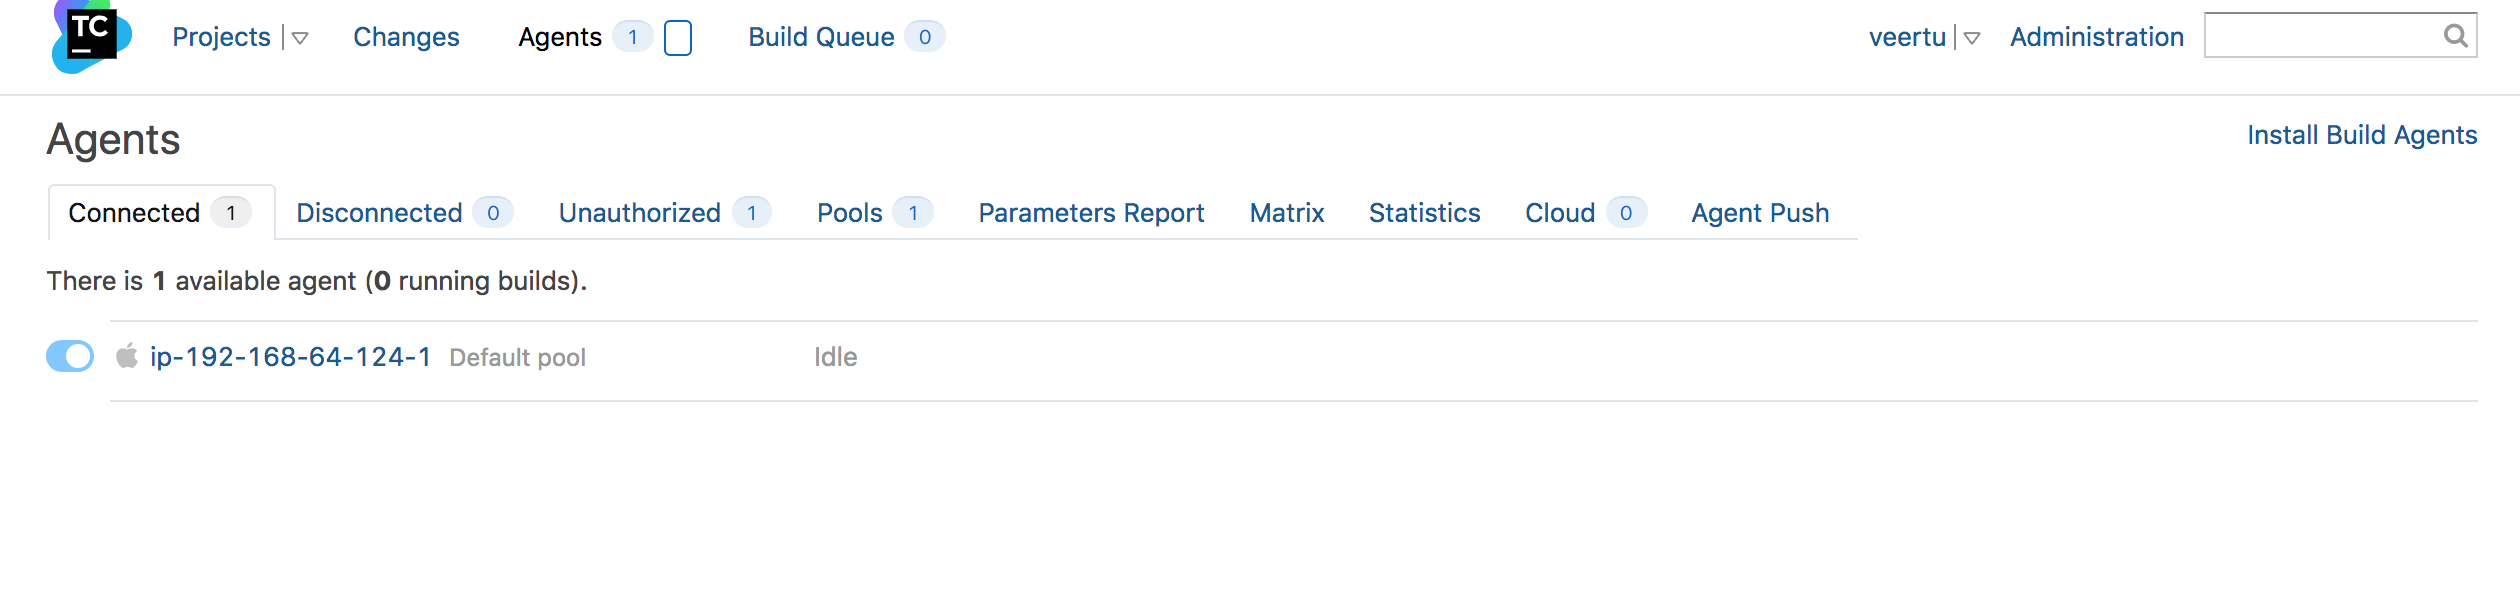 TC Projects Changes Agents 1 Build Queue 0 veertu Administration
Agents
Install Build Agents
Connected 1 Disconnected 0 Unauthorized 1 Pools 1 Parameters Report Matrix Statistics Cloud 0 Agent Push
There is 1 available agent (0 running builds).
ip-192-168-64-124-1 Default pool Idle